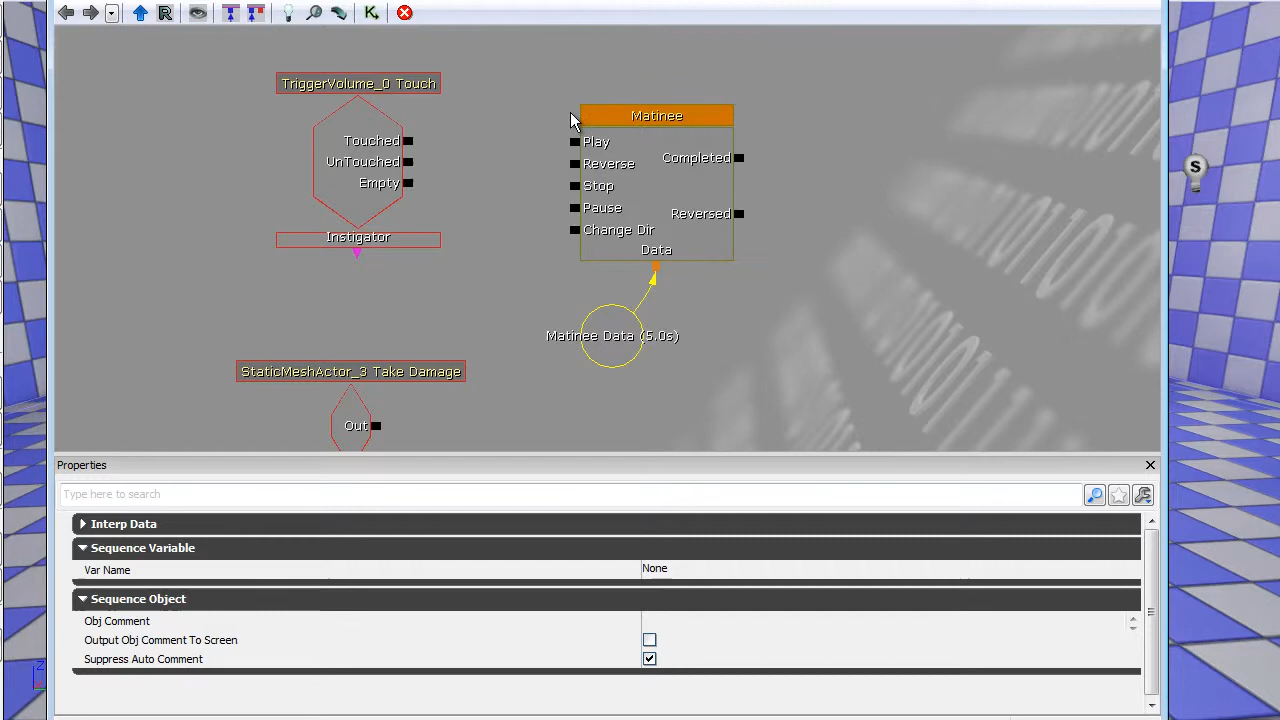 R
K
TriggerVolume_0 Touch
Touched
UnTouched
Empty
Instigator
Matinee
Play
Reverse
Stop
Pause
Change Dir
Completed
Reversed
Data
Matinee Data (5.0s)
StaticMeshActor_3 Take Damage
Out
S
Properties
Type here to search
Interp Data
Sequence Variable
Var Name None
Sequence Object
Obj Comment
Output Obj Comment To Screen
Suppress Auto Comment
Z